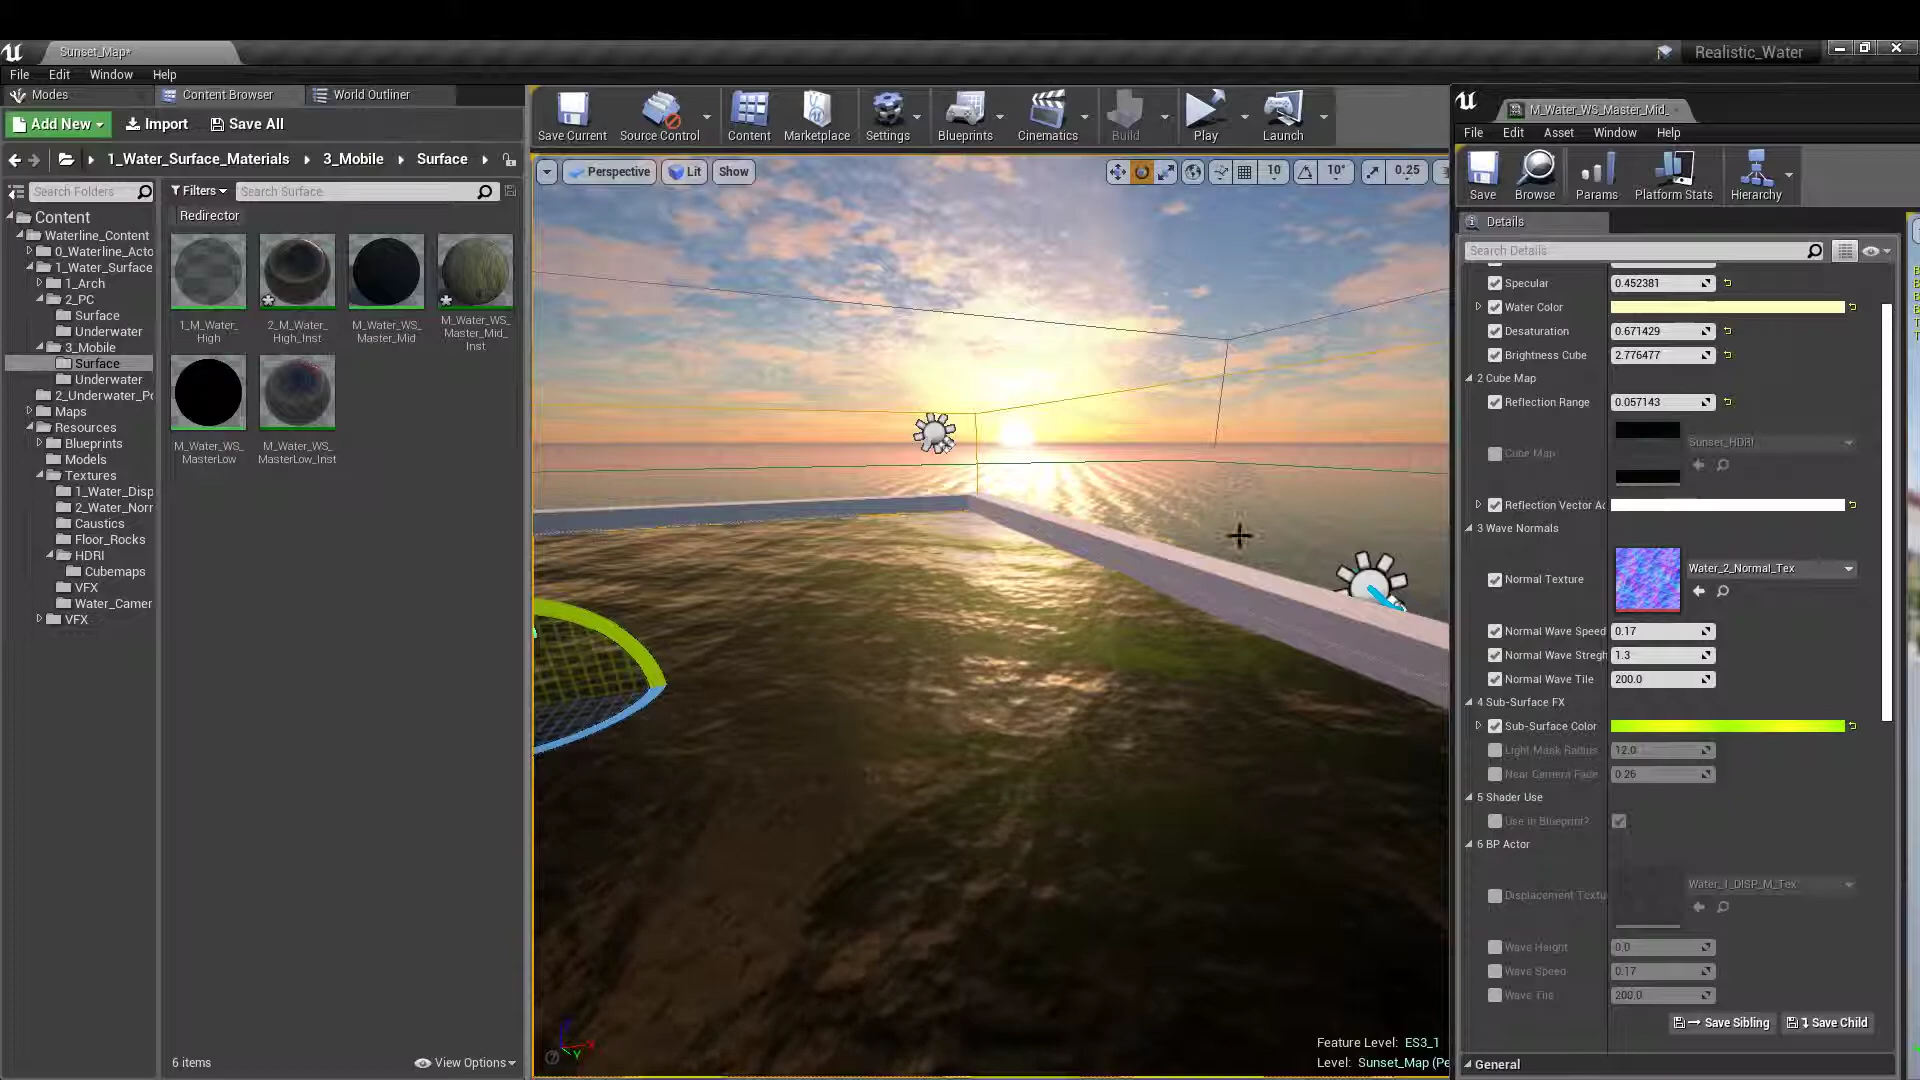 Sunset_Map*
Realistic_Water
File Edit Window Help
Modes
Content Browser
World Outliner
Add New
Import
Save All
1_Water_Surface_Materials
3_Mobile
Surface
Search Folders
Filters
Search Surface
Redirector
Content
Waterline_Content
0_Waterline_Acto
1_Water_Surface
1_Arch
2_PC
Surface
Underwater
3_Mobile
Surface
Underwater
2_Underwater_Po
Maps
Resources
Blueprints
Models
Textures
1_Water_Disp
2_Water_Norr
Caustics
Floor_Rocks
HDRI
Cubemaps
VFX
Water_Camer
VFX
1_M_Water_
High
2_M_Water_
High_Inst
M_Water_WS_
Master_Mid
M_Water_WS_
Master_Mid_
Inst
M_Water_WS_
MasterLow
M_Water_WS_
MasterLow_Inst
6 items
View Options
Save Current
Source Control
Content
Marketplace
Settings
Blueprints
Cinematics
Build
Play
Launch
Perspective
Lit
Show
10
10°
0.25
X
Y
Feature Level: ES3_1
Level: Sunset_Map (Pe
M_Water_WS_Master_Mid_
File Edit Asset Window Help
Save
Browse
Params
Platform Stats
Hierarchy
Details
Search Details
Specular 0.452381
Water Color
Desaturation 0.671429
Brightness Cube 2.776477
2 Cube Map
Reflection Range 0.057143
Cube Map
Sunset_HDRI
Reflection Vector Ac
3 Wave Normals
Normal Texture
Water_2_Normal_Tex
Normal Wave Speed 0.17
Normal Wave Stregh 1.3
Normal Wave Tile 200.0
4 Sub-Surface FX
Sub-Surface Color
Light Mask Radius 12.0
Near Camera Fade 0.26
5 Shader Use
Use in Blueprint?
6 BP Actor
Displacement Textu
Water_1_DISP_M_Tex
Wave Height 0.0
Wave Speed 0.17
Wave Tile 200.0
Save Sibling
Save Child
General